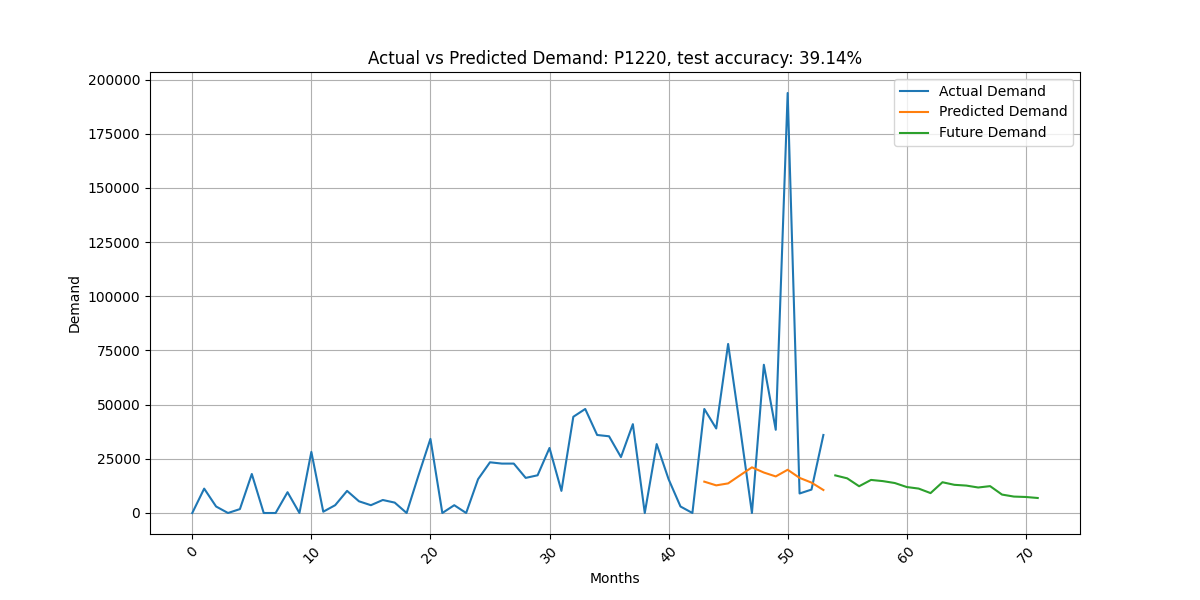 Actual vs Predicted Demand: P1220, test accuracy: 39.14%
200000
175000
150000
125000
100000
75000
50000
25000
0
Demand
Actual Demand
Predicted Demand
Future Demand
0 10 20 30 40 50 60 70
Months